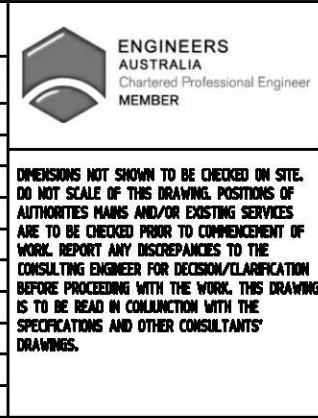 ENGINEERS
AUSTRALIA
Chartered Professional Engineer
MEMBER
DIMENSIONS NOT SHOWN TO BE CHECKED ON SITE.
DO NOT SCALE OF THIS DRAWING. POSITIONS OF
AUTHORITIES MAINS AND/OR EXISTING SERVICES
ARE TO BE CHECKED PRIOR TO COMMENCEMENT OF
WORK. REPORT ANY DISCREPANCIES TO THE
CONSULTING ENGINEER FOR DECISION/CLARIFICATION
BEFORE PROCEEDING WITH THE WORK. THIS DRAWING
IS TO BE READ IN CONJUNCTION WITH THE
SPECIFICATIONS AND OTHER CONSULTANTS'
DRAWINGS.